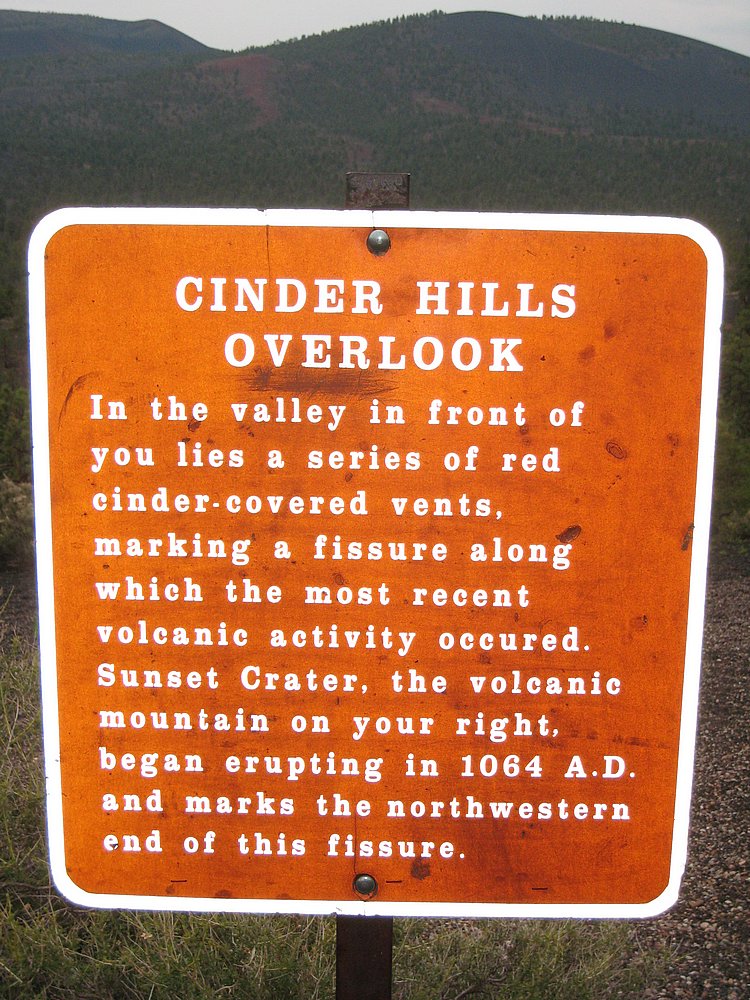 CINDER HILLS
OVERLOOK
In the valley in front of
you lies a series of red
cinder-covered vents,
marking a fissure along
which the most recent
volcanic activity occured.
Sunset Crater, the volcanic
mountain on your right,
began erupting in 1064 A.D.
and marks the northwestern
end of this fissure.